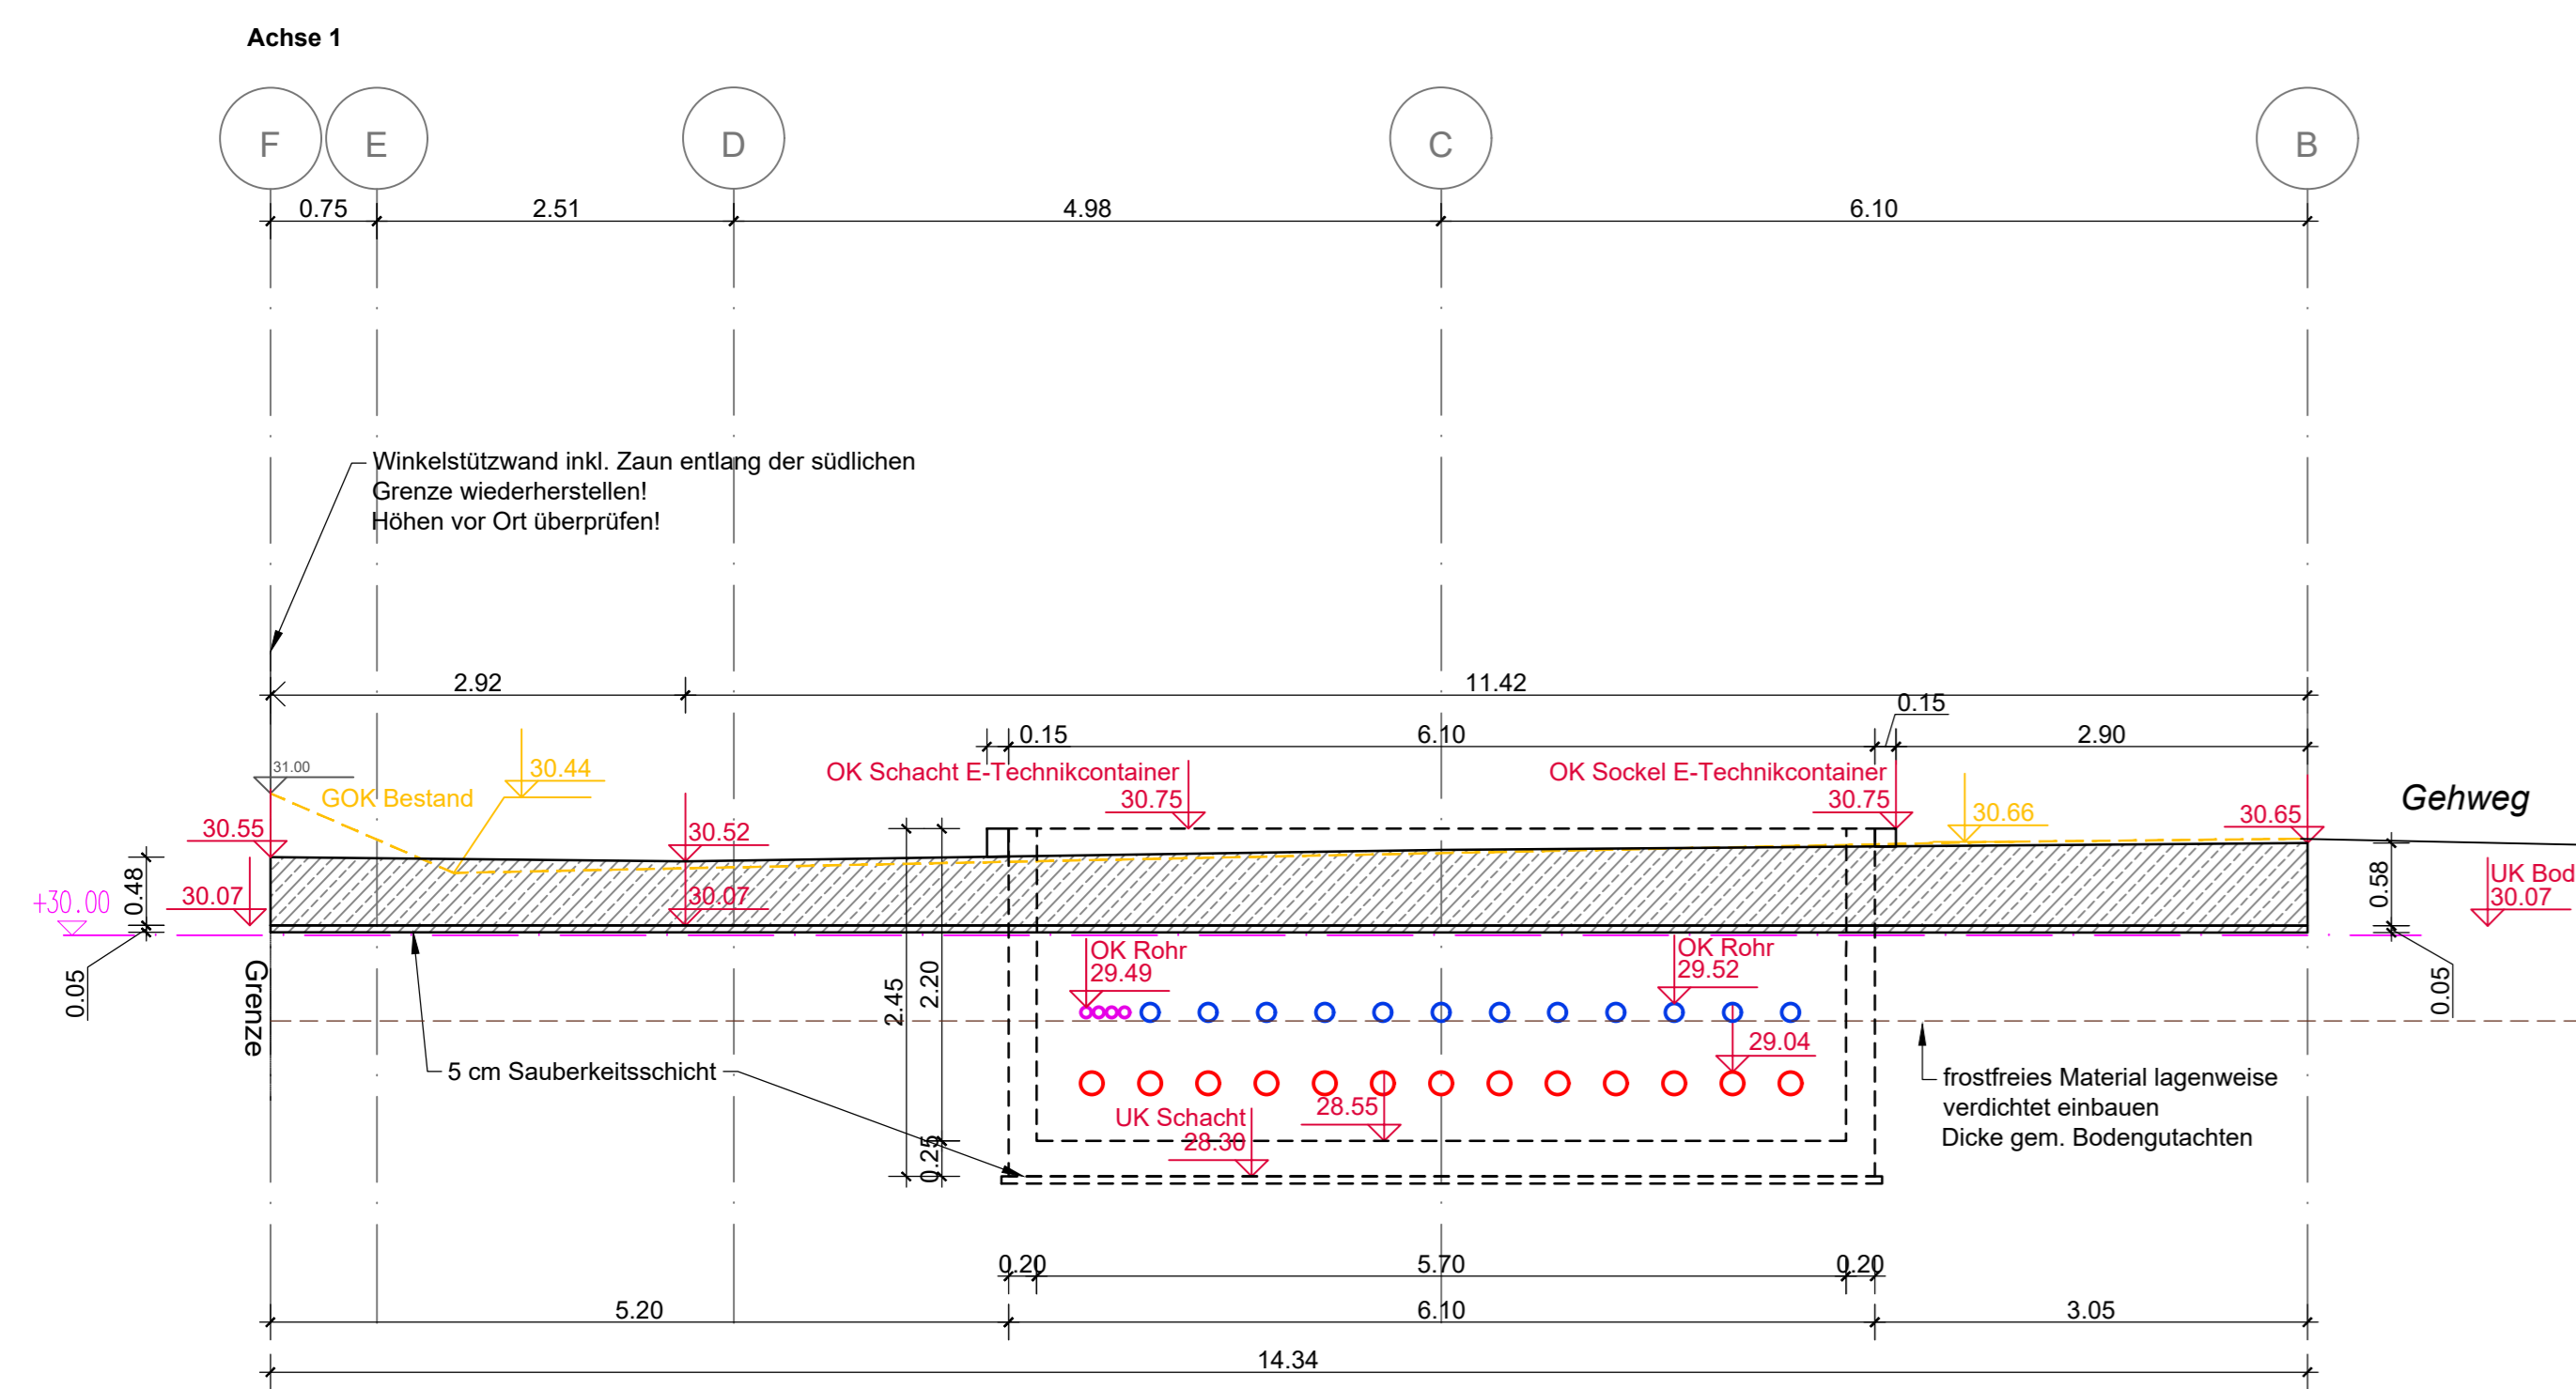 Achse 1
F
E
D
C
B
0.75
2.51
4.98
6.10
Winkelstützwand inkl. Zaun entlang der südlichen
Grenze wiederherstellen!
Höhen vor Ort überprüfen!
2.92
11.42
0.15
0.15
6.10
2.90
31.00
GOK Bestand
30.44
OK Schacht E-Technikcontainer
30.75
OK Sockel E-Technikcontainer
30.75
30.66
30.65
Gehweg
30.55
30.52
0.48
30.07
30.07
0.58
UK Bod
30.07
+30.00
0.05
Grenze
2.45
2.20
OK Rohr
29.49
OK Rohr
29.52
0.05
29.04
5 cm Sauberkeitsschicht
frostfreies Material lagenweise
verdichtet einbauen
Dicke gem. Bodengutachten
UK Schacht
28.30
28.55
0.25
0.20
5.70
0.20
5.20
6.10
3.05
14.34